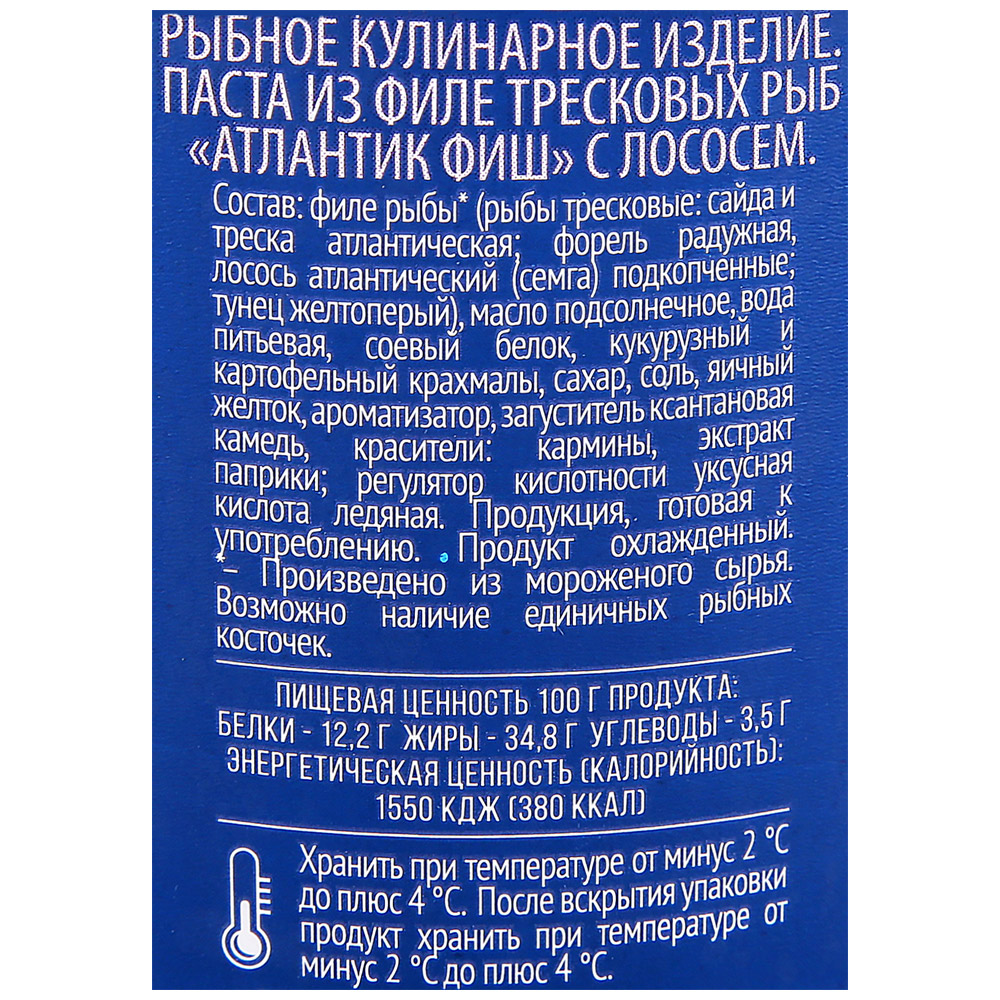 РЫБНОЕ КУЛИНАРНОЕ ИЗДЕЛИЕ.
ПАСТА ИЗ ФИЛЕ ТРЕСКОВЫХ РЫБ
«АТЛАНТИК ФИШ» С ЛОСОСЕМ.
Состав: филе рыбы* (рыбы тресковые: сайда и
треска атлантическая; форель радужная,
лосось атлантический (семга) подкопченные;
тунец желтоперый), масло подсолнечное, вода
питьевая, соевый белок, кукурузный и
картофельный крахмалы, сахар, соль, яичный
желток, ароматизатор, загуститель ксантановая
камедь, красители: кармины, экстракт
паприки; регулятор кислотности уксусная
кислота ледяная. Продукция, готовая к
употреблению. Продукт охлажденный.
*– Произведено из мороженого сырья.
Возможно наличие единичных рыбных
косточек.
ПИЩЕВАЯ ЦЕННОСТЬ 100 Г ПРОДУКТА:
БЕЛКИ - 12,2 Г ЖИРЫ - 34,8 Г УГЛЕВОДЫ - 3,5 Г
ЭНЕРГЕТИЧЕСКАЯ ЦЕННОСТЬ (КАЛОРИЙНОСТЬ):
1550 КДЖ (380 ККАЛ)
Хранить при температуре от минус 2 °С
до плюс 4 °С. После вскрытия упаковки
продукт хранить при температуре от
минус 2 °С до плюс 4 °С.